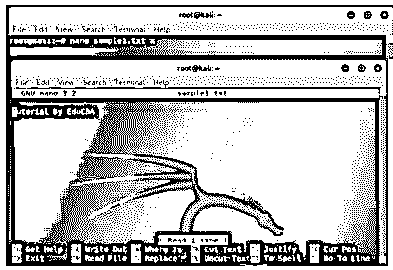 root@kali: ~
File Edit View Search Terminal Help
root@kali:~# nano sample1.txt
root@kali: ~
File Edit View Search Terminal Help
GNU nano 3.2 sample1.txt
Tutorial By EduCBA
[ Read 1 line ]
Get Help Write Out Where Is Cut Text Justify Cur Pos
Exit Read File Replace Uncut Text To Spell Go To Line